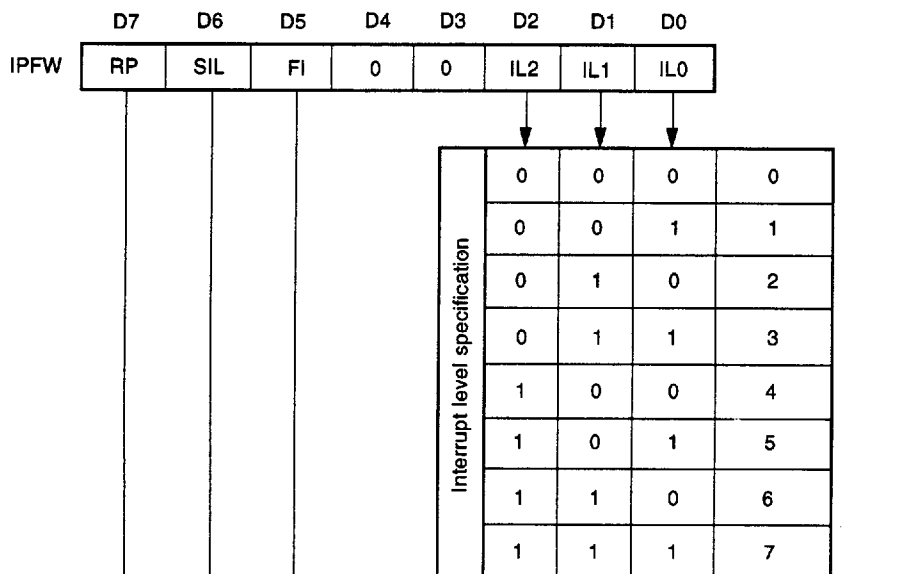 D7 D6 D5 D4 D3 D2 D1 D0
IPFW RP SIL FI 0 0 IL2 IL1 IL0
Interrupt level specification
0 0 0 0
0 0 1 1
0 1 0 2
0 1 1 3
1 0 0 4
1 0 1 5
1 1 0 6
1 1 1 7